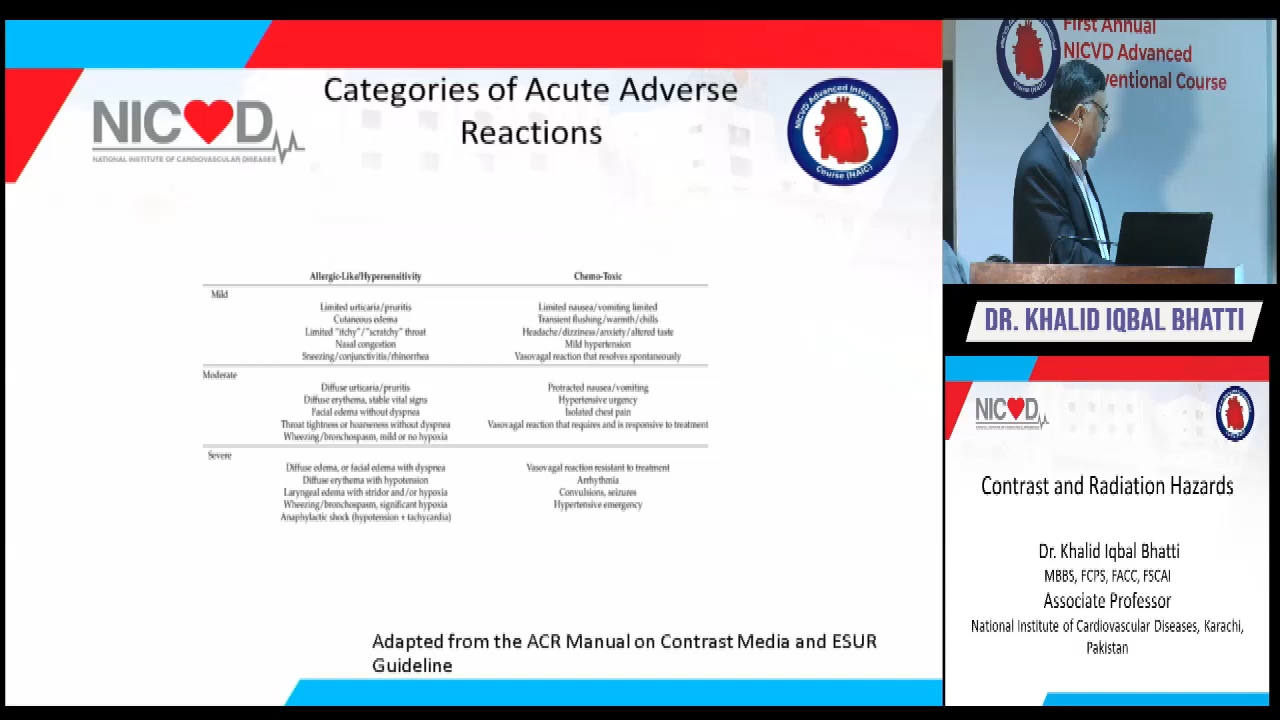 Categories of Acute Adverse
Reactions
NIC D
NATIONAL INSTITUTE OF CARDIOVASCULAR DISEASES
NICVD Advanced Interventional
Course (NAIC)
Allergic-Like/Hypersensitivity Chemo-Toxic
Mild
Limited urticaria/pruritis Limited nausea/vomiting limited
Cutaneous edema Transient flushing/warmth/chills
Limited "itchy"/"scratchy" throat Headache/dizziness/anxiety/altered taste
Nasal congestion Mild hypertension
Sneezing/conjunctivitis/rhinorrhea Vasovagal reaction that resolves spontaneously
Moderate
Diffuse urticaria/pruritis Protracted nausea/vomiting
Diffuse erythema, stable vital signs Hypertensive urgency
Facial edema without dyspnea Isolated chest pain
Throat tightness or hoarseness without dyspnea Vasovagal reaction that requires and is responsive to treatment
Wheezing/bronchospasm, mild or no hypoxia
Severe
Diffuse edema, or facial edema with dyspnea Vasovagal reaction resistant to treatment
Diffuse erythema with hypotension Arrhythmia
Laryngeal edema with stridor and/or hypoxia Convulsions, seizures
Wheezing/bronchospasm, significant hypoxia Hypertensive emergency
Anaphylactic shock (hypotension + tachycardia)
Adapted from the ACR Manual on Contrast Media and ESUR
Guideline
First Annual
NICVD Advanced
ventional Course
DR. KHALID IQBAL BHATTI
NIC D
Contrast and Radiation Hazards
Dr. Khalid Iqbal Bhatti
MBBS, FCPS, FACC, FSCAI
Associate Professor
National Institute of Cardiovascular Diseases, Karachi,
Pakistan